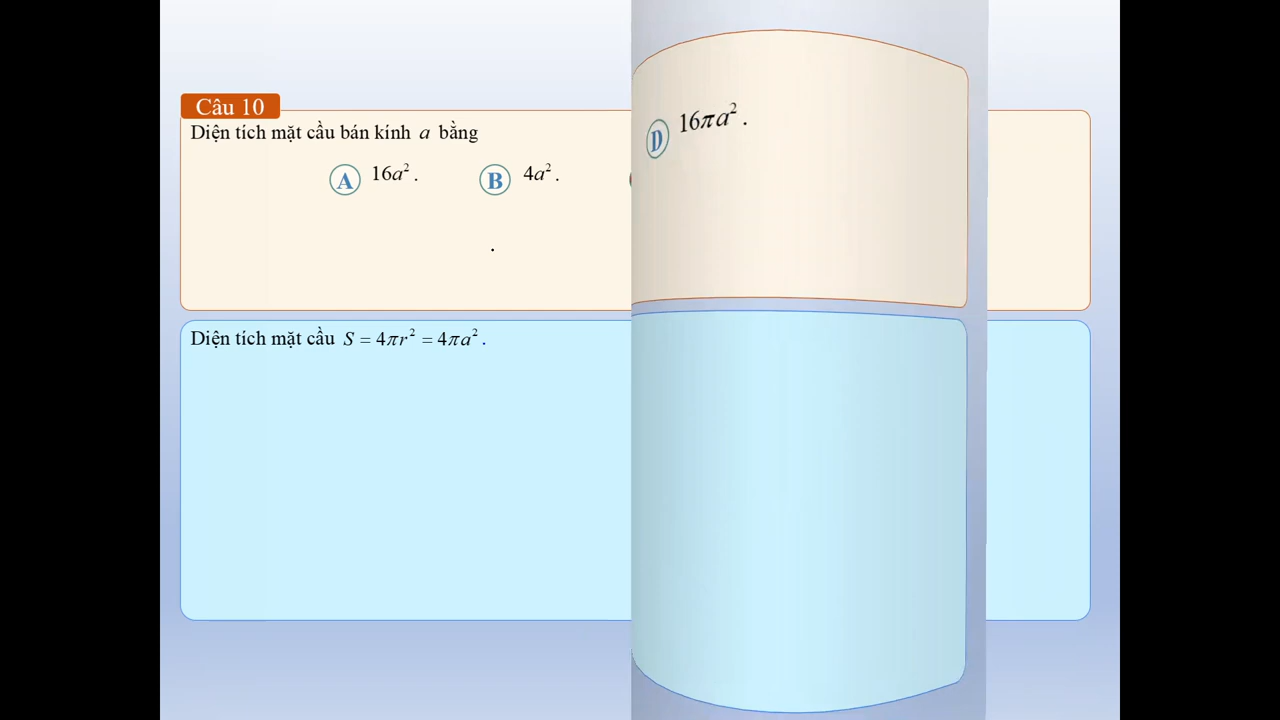 Câu 10
Diện tích mặt cầu bán kính a bằng
A 16a². B 4a². D 16πa².
.
Diện tích mặt cầu S = 4πr² = 4πa².